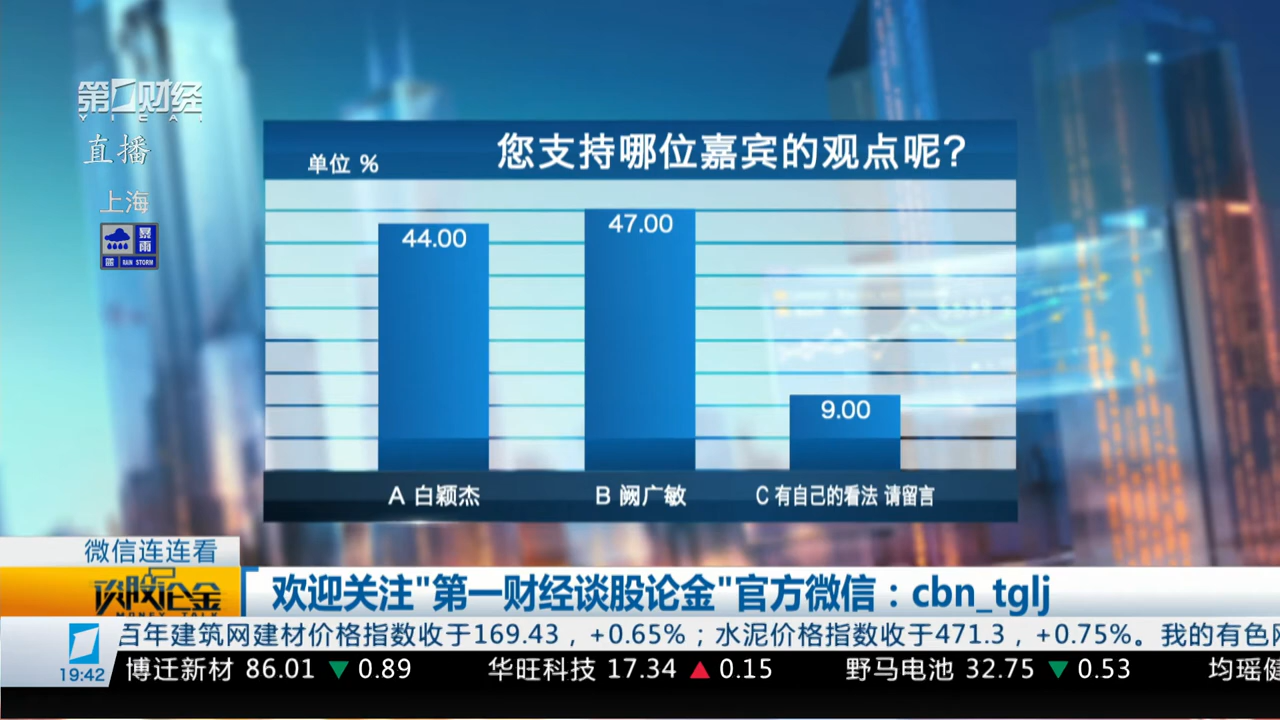 第一财经
YICAI
直播
上海
暴雨
蓝 RAIN STORM
单位 %
您支持哪位嘉宾的观点呢?
44.00
47.00
9.00
A 白颖杰
B 阙广敏
C 有自己的看法 请留言
微信连连看
谈股论金
MONEY TALK
欢迎关注"第一财经谈股论金"官方微信：cbn_tglj
百年建筑网建材价格指数收于169.43，+0.65%；水泥价格指数收于471.3，+0.75%。我的有色网
19:42
博迁新材 86.01 ▼ 0.89 华旺科技 17.34 ▲ 0.15 野马电池 32.75 ▼ 0.53 均瑶健